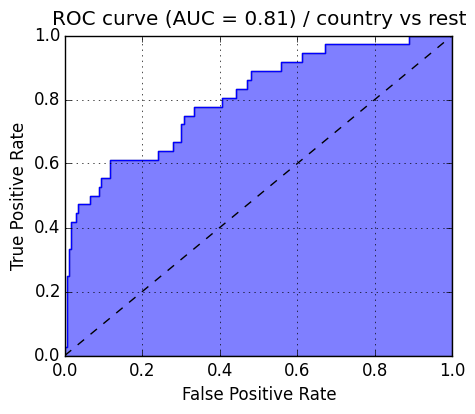 ROC curve (AUC = 0.81) / country vs rest
1.0
0.8
0.6
0.4
0.2
0.0
True Positive Rate
0.0 0.2 0.4 0.6 0.8 1.0
False Positive Rate